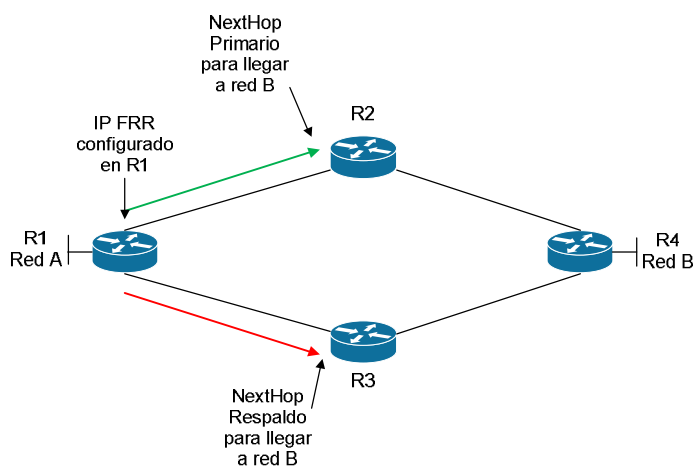 NextHop
Primario
para llegar
a red B
R2
IP FRR
configurado
en R1
R1
Red A
R4
Red B
R3
NextHop
Respaldo
para llegar
a red B